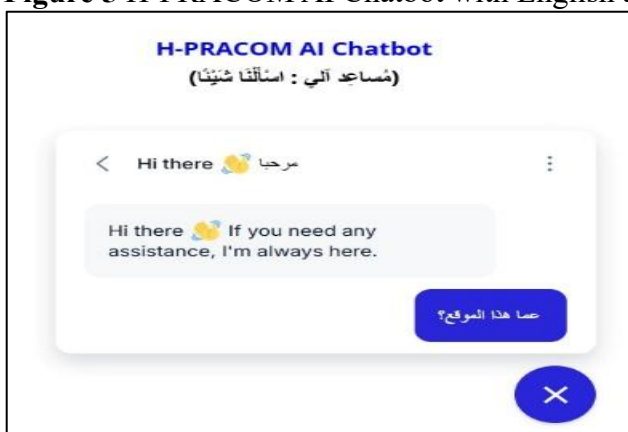 H-PRACOM AI Chatbot
(مُساعِد آلي : اسْألْنَا شَيْئًا)
Hi there 👋 مرحبا
Hi there 👋 If you need any
assistance, I'm always here.
عما هذا الموقع؟